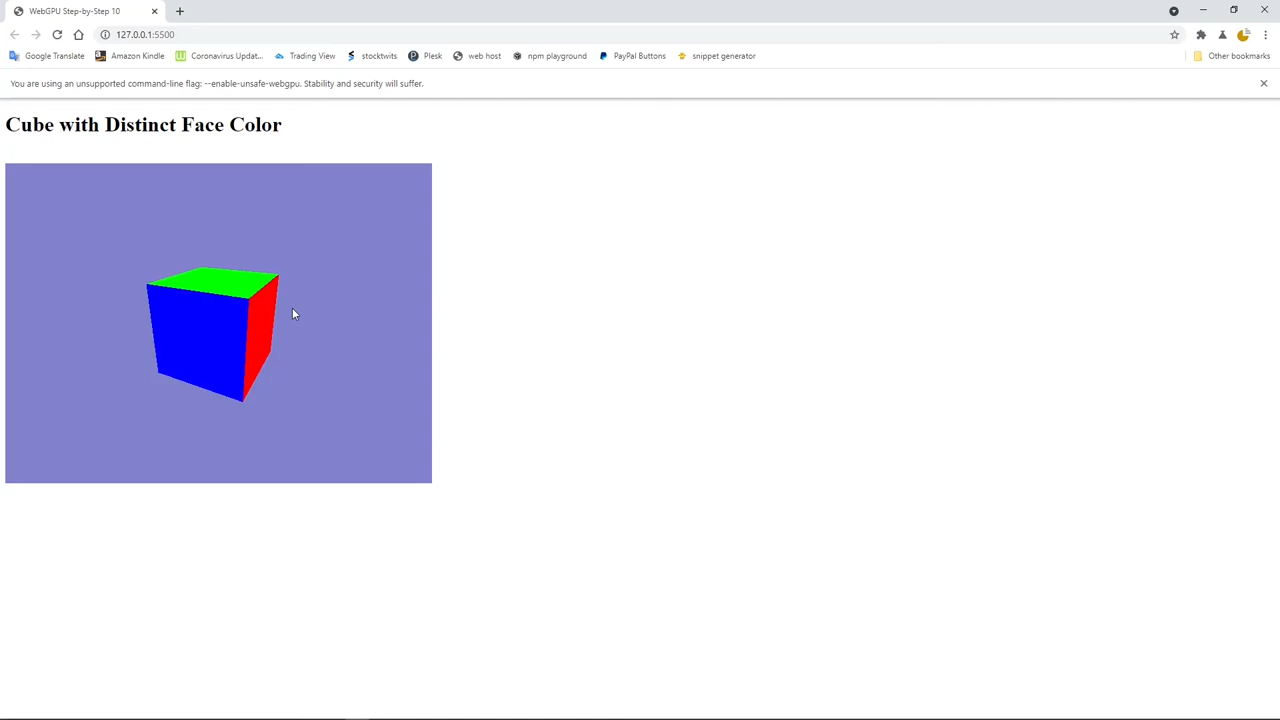 WebGPU Step-by-Step 10
127.0.0.1:5500
Google Translate Amazon Kindle Coronavirus Updat... Trading View stocktwits Plesk web host npm playground PayPal Buttons snippet generator Other bookmarks
You are using an unsupported command-line flag: --enable-unsafe-webgpu. Stability and security will suffer.
Cube with Distinct Face Color